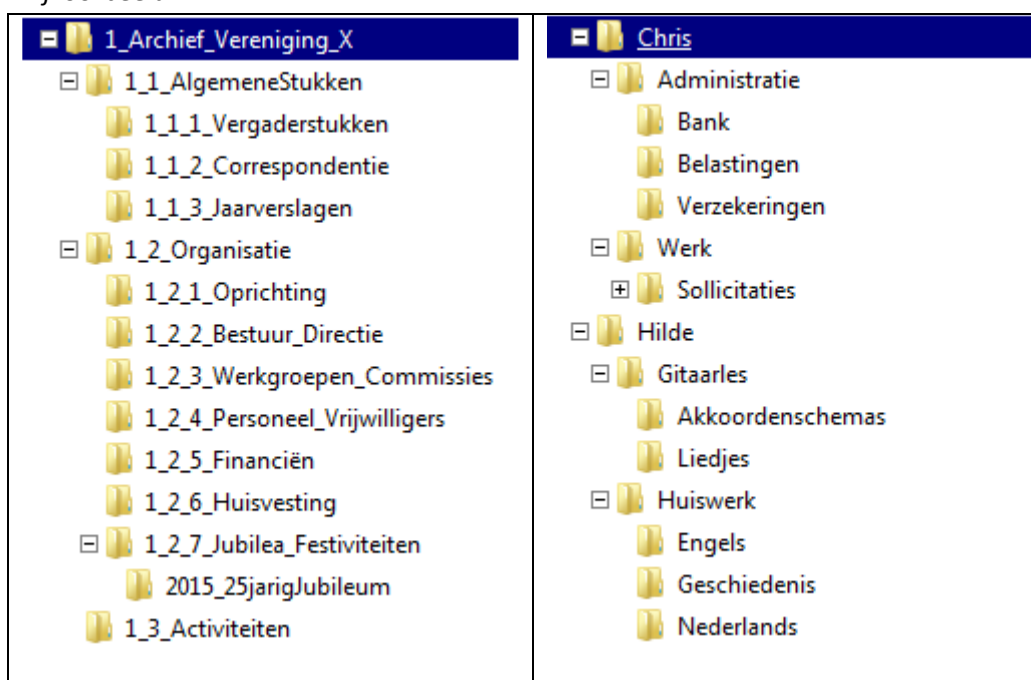 1_Archief_Vereniging_X
1_1_AlgemeneStukken
1_1_1_Vergaderstukken
1_1_2_Correspondentie
1_1_3_Jaarverslagen
1_2_Organisatie
1_2_1_Oprichting
1_2_2_Bestuur_Directie
1_2_3_Werkgroepen_Commissies
1_2_4_Personeel_Vrijwilligers
1_2_5_Financiën
1_2_6_Huisvesting
1_2_7_Jubilea_Festiviteiten
2015_25jarigJubileum
1_3_Activiteiten
Chris
Administratie
Bank
Belastingen
Verzekeringen
Werk
Sollicitaties
Hilde
Gitaarles
Akkoordenschemas
Liedjes
Huiswerk
Engels
Geschiedenis
Nederlands